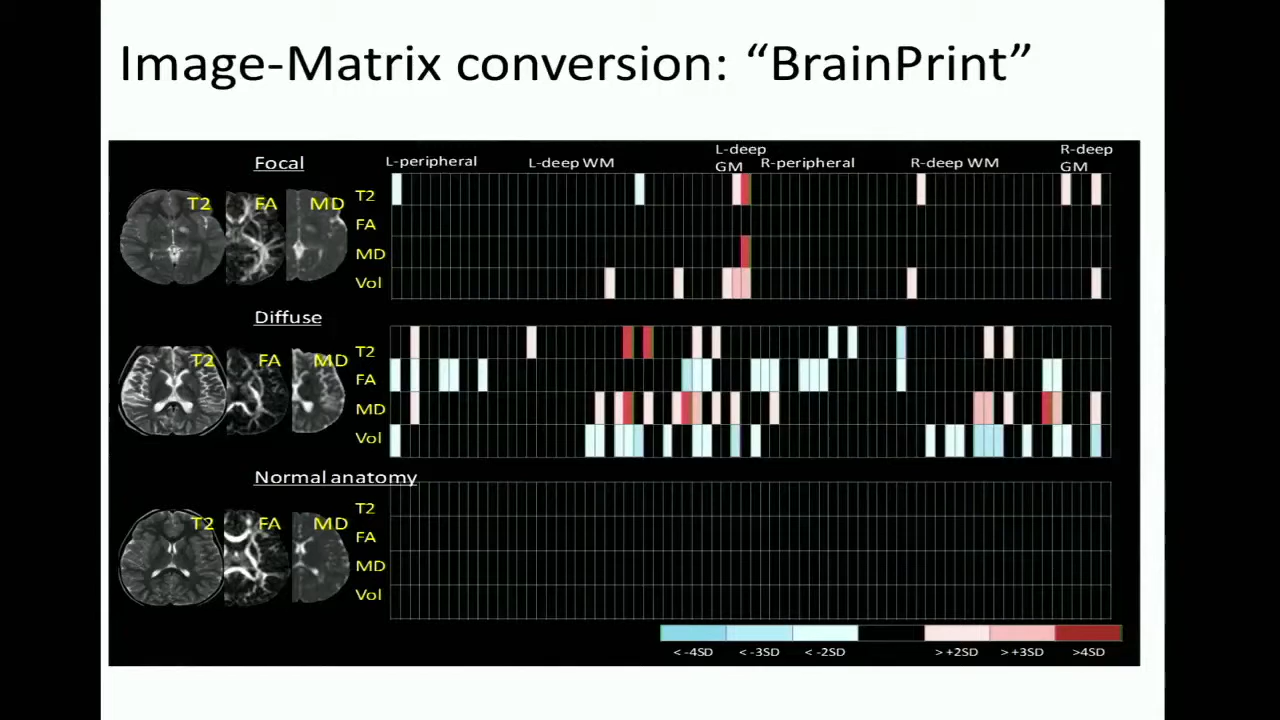 Image-Matrix conversion: “BrainPrint”
Focal
L-peripheral
L-deep WM
L-deep
GM
R-peripheral
R-deep WM
R-deep
GM
T2
FA
MD
T2
FA
MD
Vol
Diffuse
T2
FA
MD
T2
FA
MD
Vol
Normal anatomy
T2
FA
MD
T2
FA
MD
Vol
< -4SD
< -3SD
< -2SD
> +2SD
> +3SD
>4SD